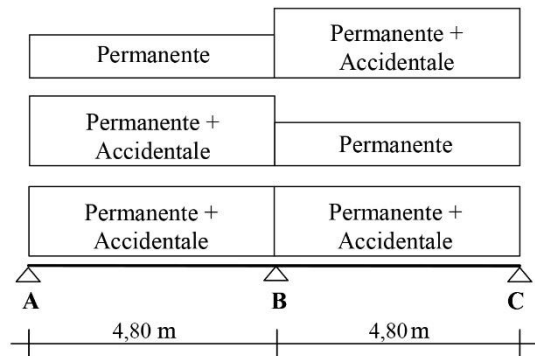 Permanente
Permanente +
Accidentale
Permanente +
Accidentale
Permanente
Permanente +
Accidentale
Permanente +
Accidentale
A
B
C
4,80 m
4,80 m